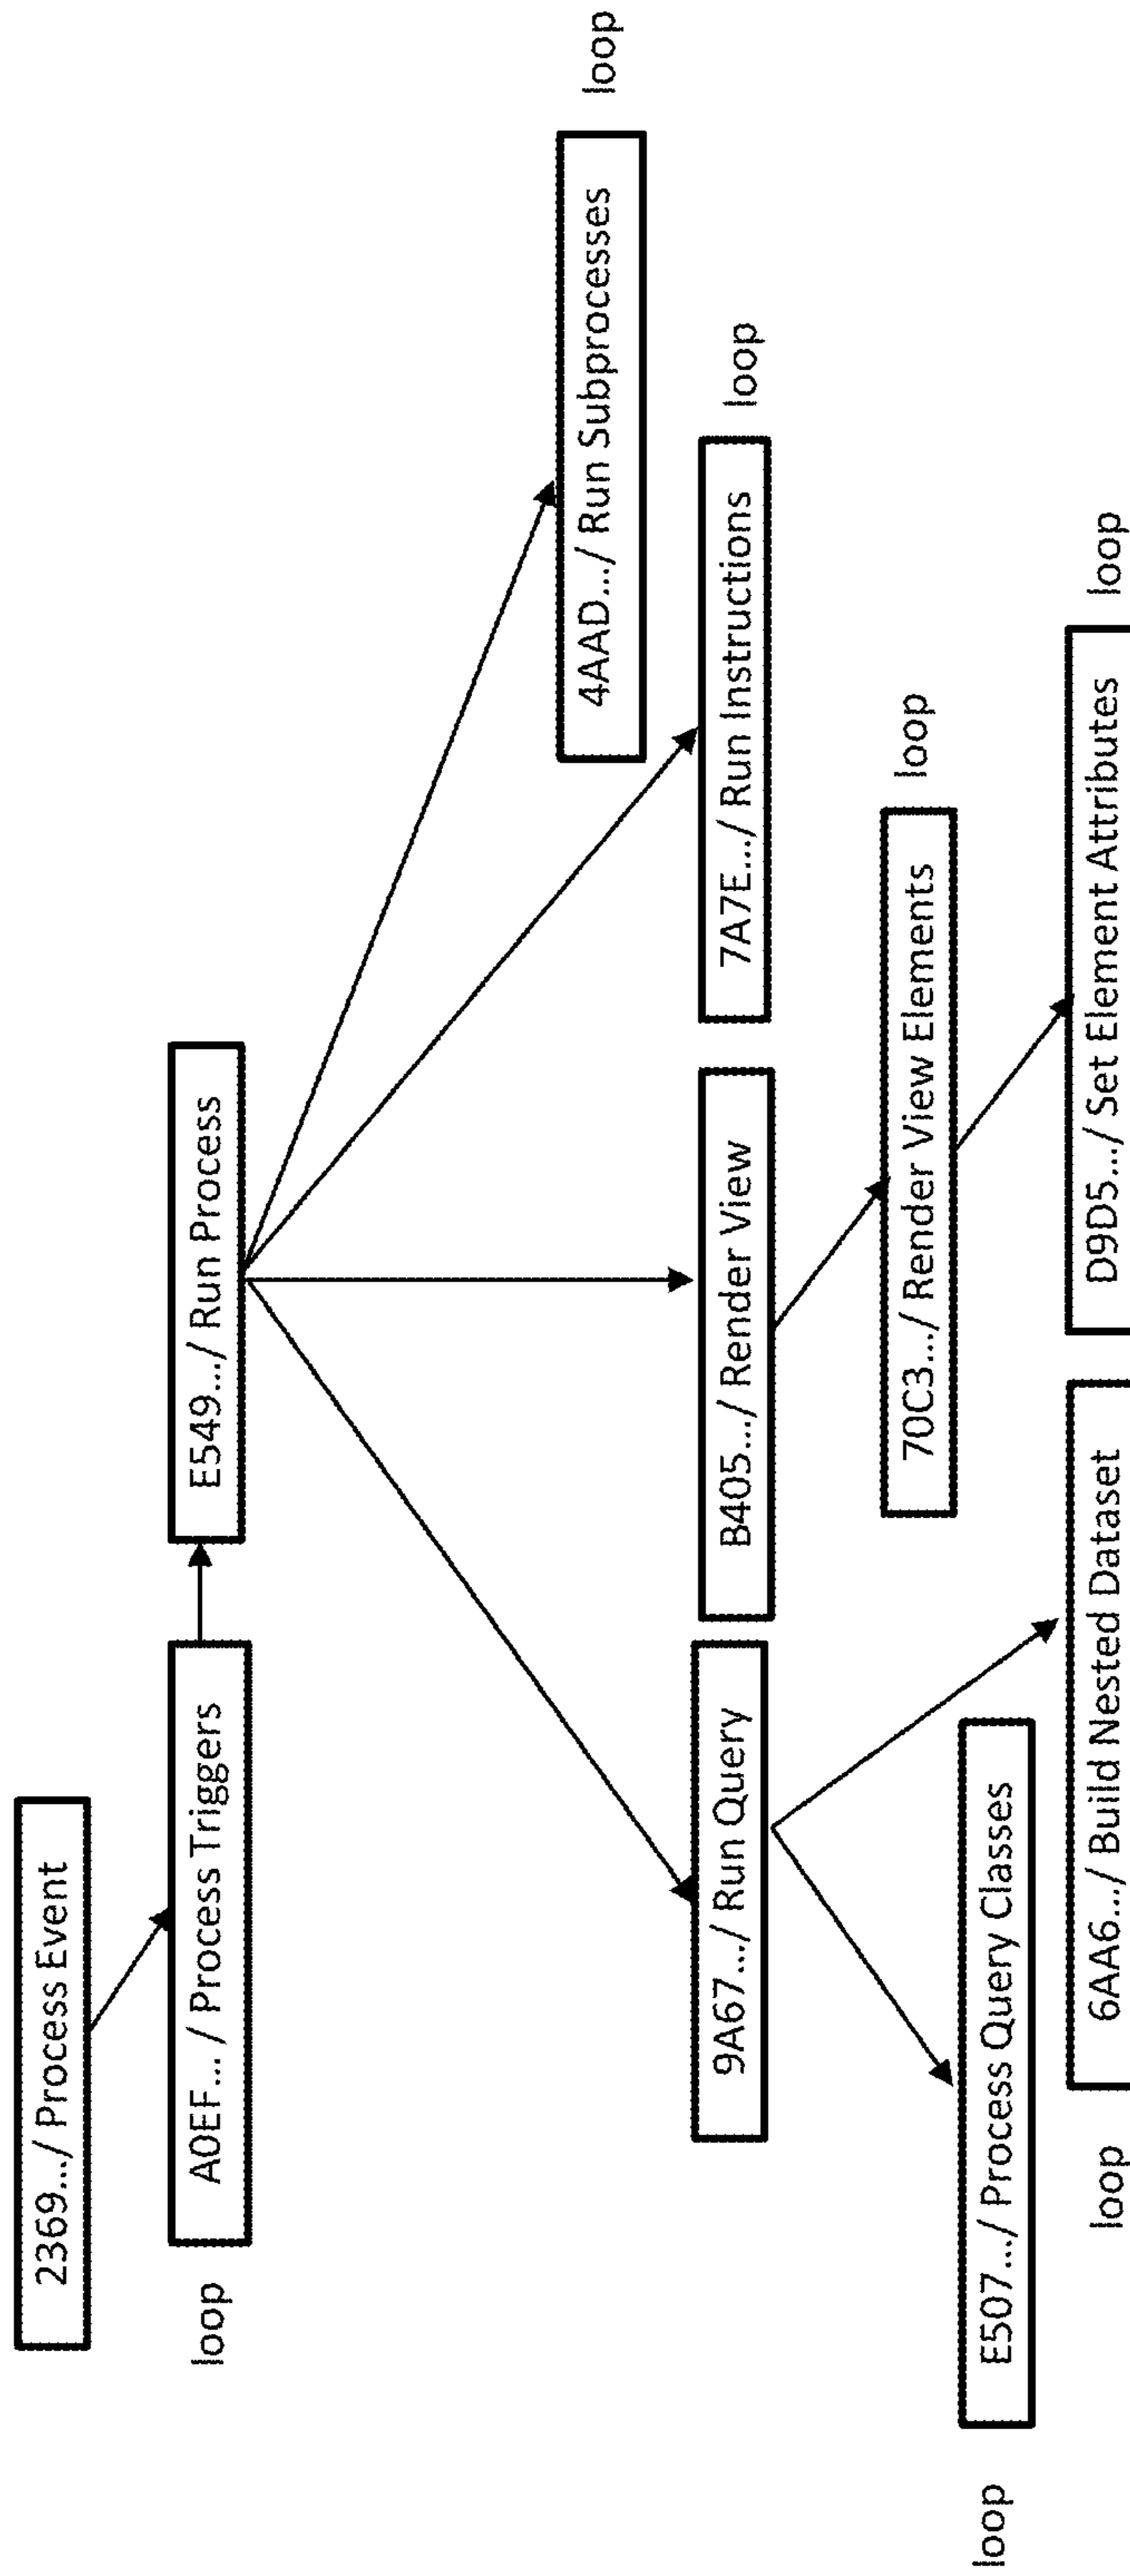 2369.../ Process Event
loop
A0EF... / Process Triggers
E549.../ Run Process
4AAD.../ Run Subprocesses
loop
9A67.../ Run Query
B405.../ Render View
7A7E.../ Run Instructions
loop
70C3.../ Render View Elements
loop
loop
E507.../ Process Query Classes
loop
6AA6.../ Build Nested Dataset
D9D5.../ Set Element Attributes
loop